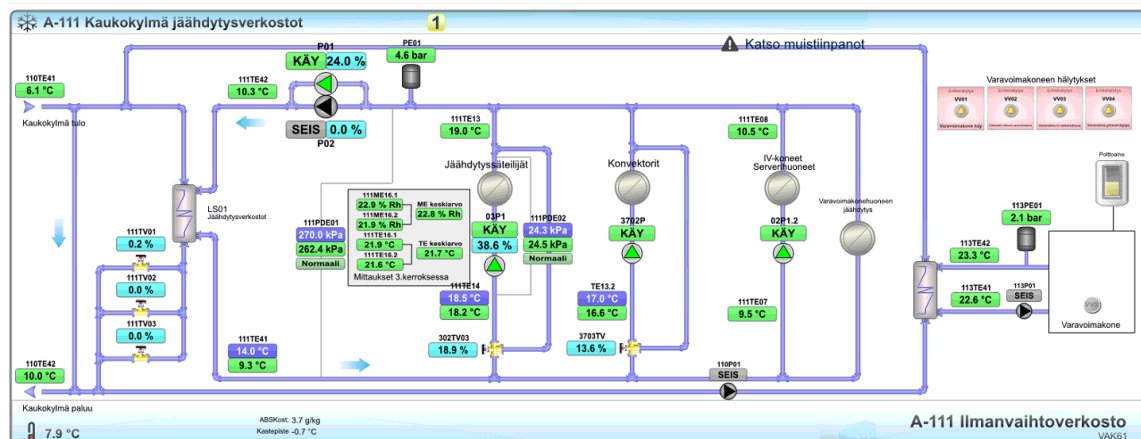 A-111 Kaukokylmä jäähdytysverkostot
1
Katso muistiinpanot
P01
KÄY 24.0 %
SEIS 0.0 %
P02
PE01
4.6 bar
110TE41
6.1 °C
Kaukokylmä tulo
111TE42
10.3 °C
LS01
Jäähdytysverkostot
111TV01
0.2 %
111TV02
0.0 %
111TV03
0.0 %
110TE42
10.0 °C
Kaukokylmä paluu
111TE41
14.0 °C
9.3 °C
111PDE01
270.0 kPa
262.4 kPa
Normaali
111ME16.1
22.9 % Rh
111ME16.2
21.9 % Rh
ME keskiarvo
22.8 % Rh
111TE16.1
21.9 °C
111TE16.2
21.6 °C
TE keskiarvo
21.7 °C
Mittaukset 3.kerroksessa
111TE13
19.0 °C
Jäähdytyssäteilijät
03P1
KÄY
38.6 %
111PDE02
24.3 kPa
24.5 kPa
Normaali
111TE14
18.5 °C
18.2 °C
302TV03
18.9 %
Konvektorit
3702P
KÄY
TE13.2
17.0 °C
16.6 °C
3703TV
13.6 %
111TE08
10.5 °C
IV-koneet
Serverihuoneet
02P1.2
KÄY
111TE07
9.5 °C
110P01
SEIS
Varavoimakonehuoneen
jäähdytys
Varavoimakoneen hälytykset
VV01
VV02
VV03
VV04
Varavoimakone käy
Polttoaine
113PE01
2.1 bar
113TE42
23.3 °C
113TE41
22.6 °C
113P01
SEIS
Varavoimakone
7.9 °C
ABSKost: 3.7 g/kg
Kastepiste -0.7 °C
A-111 Ilmanvaihtoverkosto
VAK61